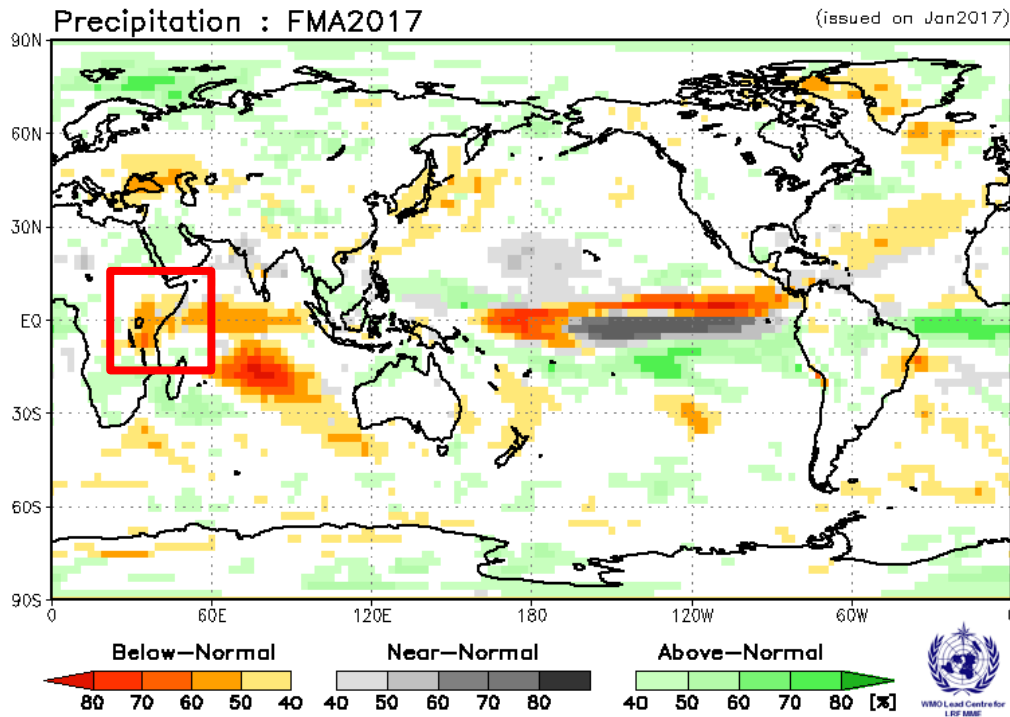 Precipitation : FMA2017
(issued on Jan2017)
90N
60N
30N
EQ
30S
60S
90S
0 60E 120E 180 120W 60W
Below−Normal Near−Normal Above−Normal
80 70 60 50 40 40 50 60 70 80 40 50 60 70 80 [%]
WMO Lead Centre for
LRF MME